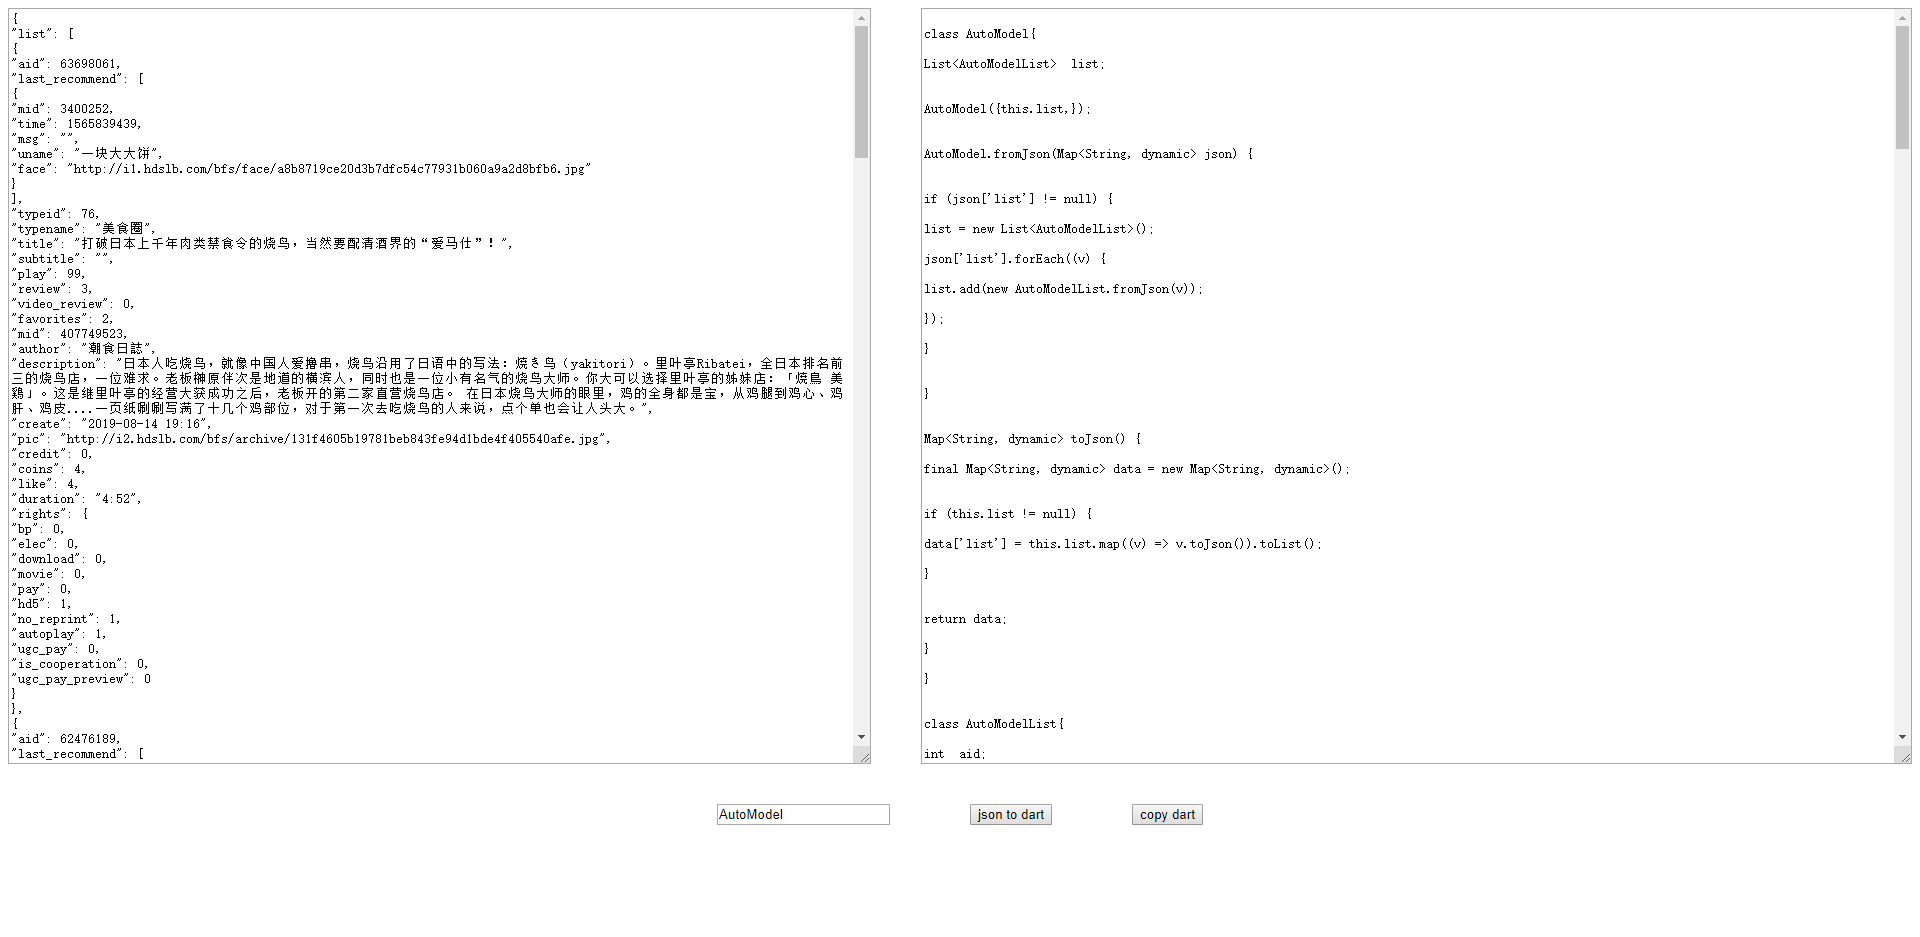 {
"list": [
{
"aid": 63698061,
"last_recommend": [
{
"mid": 3400252,
"time": 1565839439,
"msg": "",
"uname": "一块大大饼",
"face": "http://i1.hdslb.com/bfs/face/a8b8719ce20d3b7dfc54c77931b060a9a2d8bfb6.jpg"
}
],
"typeid": 76,
"typename": "美食圈",
"title": "打破日本上千年肉类禁食令的烧鸟，当然要配清酒界的“爱马仕”！",
"subtitle": "",
"play": 99,
"review": 3,
"video_review": 0,
"favorites": 2,
"mid": 407749523,
"author": "潮食日誌",
"description": "日本人吃烧鸟，就像中国人爱撸串，烧鸟沿用了日语中的写法：焼き鸟（yakitori）。里叶亭Ribatei，全日本排名前
三的烧鸟店，一位难求。老板榊原伴次是地道的横滨人，同时也是一位小有名气的烧鸟大师。你大可以选择里叶亭的姊妹店：「焼鳥 美
鶏」。这是继里叶亭的经营大获成功之后，老板开的第二家直营烧鸟店。 在日本烧鸟大师的眼里，鸡的全身都是宝，从鸡腿到鸡心、鸡
肝、鸡皮....一页纸唰唰写满了十几个鸡部位，对于第一次去吃烧鸟的人来说，点个单也会让人头大。",
"create": "2019-08-14 19:16",
"pic": "http://i2.hdslb.com/bfs/archive/131f4605b19781beb843fe94d1bde4f405540afe.jpg",
"credit": 0,
"coins": 4,
"like": 4,
"duration": "4:52",
"rights": {
"bp": 0,
"elec": 0,
"download": 0,
"movie": 0,
"pay": 0,
"hd5": 1,
"no_reprint": 1,
"autoplay": 1,
"ugc_pay": 0,
"is_cooperation": 0,
"ugc_pay_preview": 0
}
},
{
"aid": 62476189,
"last_recommend": [
class AutoModel{
List<AutoModelList>  list;
AutoModel({this.list,});
AutoModel.fromJson(Map<String, dynamic> json) {
if (json['list'] != null) {
list = new List<AutoModelList>();
json['list'].forEach((v) {
list.add(new AutoModelList.fromJson(v));
});
}
}
Map<String, dynamic> toJson() {
final Map<String, dynamic> data = new Map<String, dynamic>();
if (this.list != null) {
data['list'] = this.list.map((v) => v.toJson()).toList();
}
return data;
}
}
class AutoModelList{
int  aid;
AutoModel
json to dart
copy dart